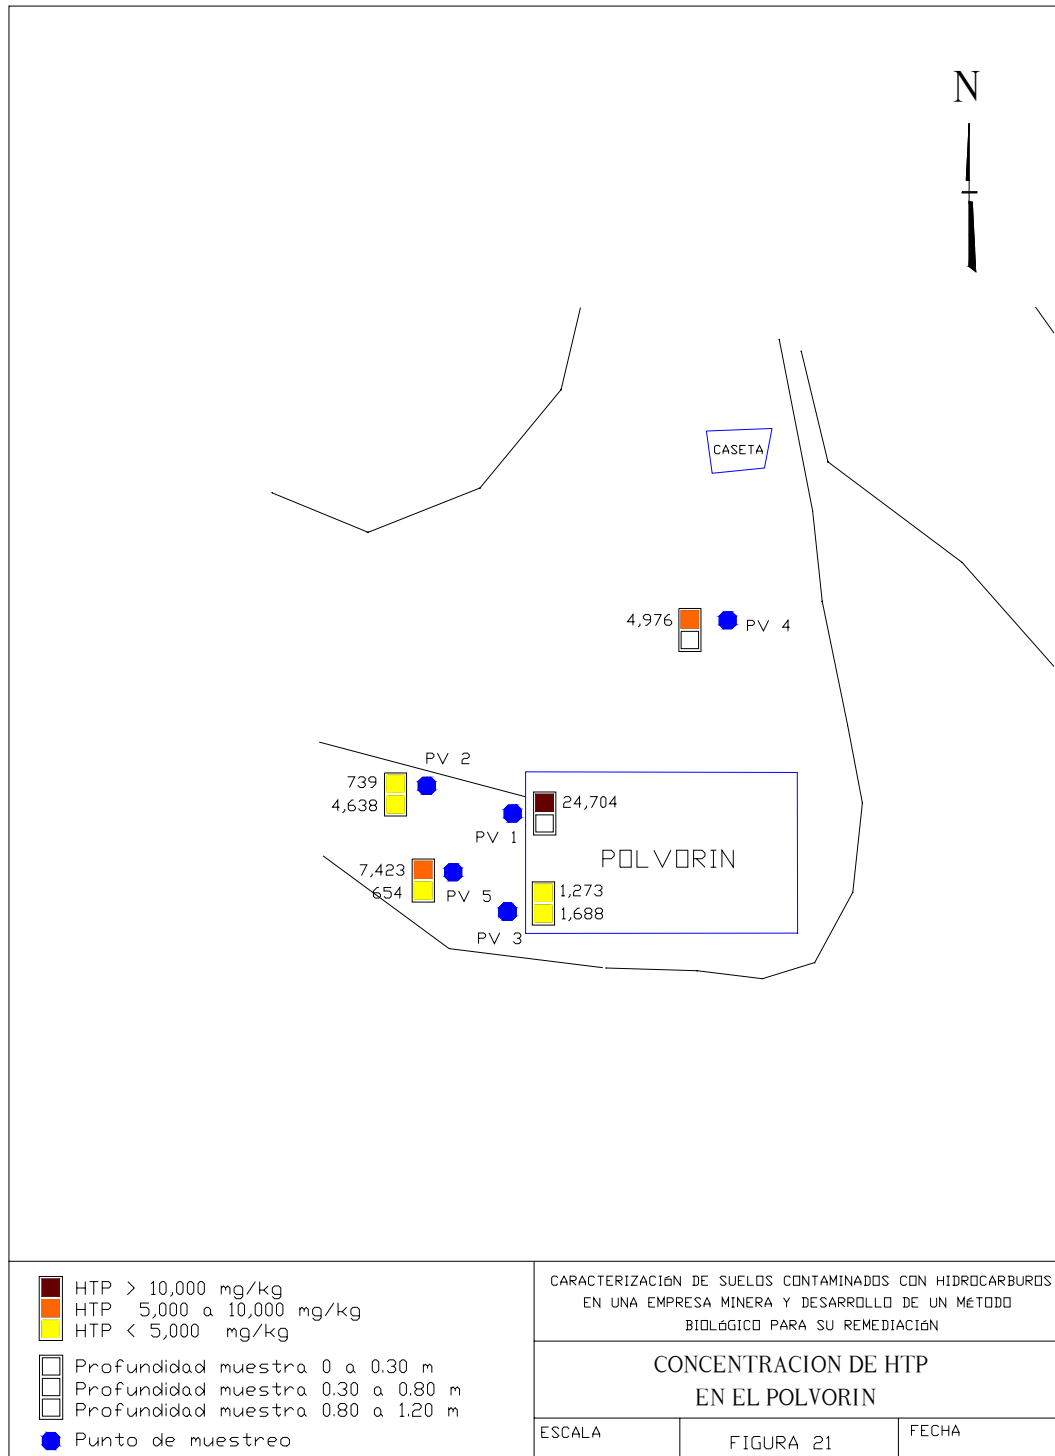 N
CASETA
4,976
PV 4
PV 2
739
4,638
24,704
PV 1
POLVORIN
7,423
654
PV 5
1,273
1,688
PV 3
HTP > 10,000 mg/kg
HTP 5,000 a 10,000 mg/kg
HTP < 5,000 mg/kg
Profundidad muestra 0 a 0.30 m
Profundidad muestra 0.30 a 0.80 m
Profundidad muestra 0.80 a 1.20 m
Punto de muestreo
CARACTERIZACIóN DE SUELOS CONTAMINADOS CON HIDROCARBUROS
EN UNA EMPRESA MINERA Y DESARROLLO DE UN MéTODO
BIOLóGICO PARA SU REMEDIACIóN
CONCENTRACION DE HTP
EN EL POLVORIN
ESCALA
FIGURA 21
FECHA